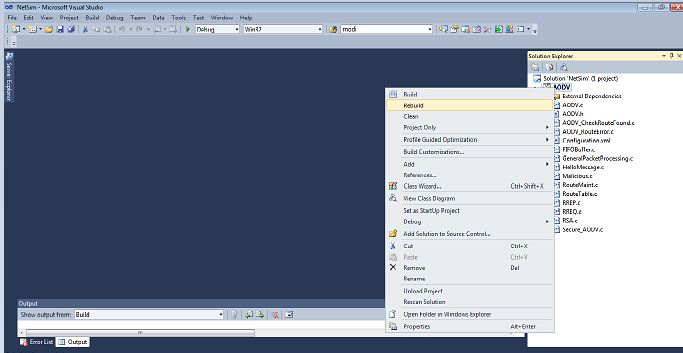 NetSim - Microsoft Visual Studio
File Edit View Project Build Debug Team Data Tools Test Window Help
Debug Win32 modi
Server Explorer
Solution Explorer
Solution 'NetSim' (1 project)
AODV
External Dependencies
AODV.c
AODV.h
AODV_CheckRouteFound.c
AODV_RouteError.c
Configuration.xml
FIFOBuffer.c
GeneralPacketProcessing.c
HelloMessage.c
Malicious.c
RouteMaint.c
RouteTable.c
RREP.c
RREQ.c
RSA.c
Secure_AODV.c
Build
Rebuild
Clean
Project Only
Profile Guided Optimization
Build Customizations...
Add
References...
Class Wizard... Ctrl+Shift+X
View Class Diagram
Set as StartUp Project
Debug
Add Solution to Source Control...
Cut Ctrl+X
Paste Ctrl+V
Remove Del
Rename
Unload Project
Rescan Solution
Open Folder in Windows Explorer
Properties Alt+Enter
Output
Show output from: Build
Error List Output